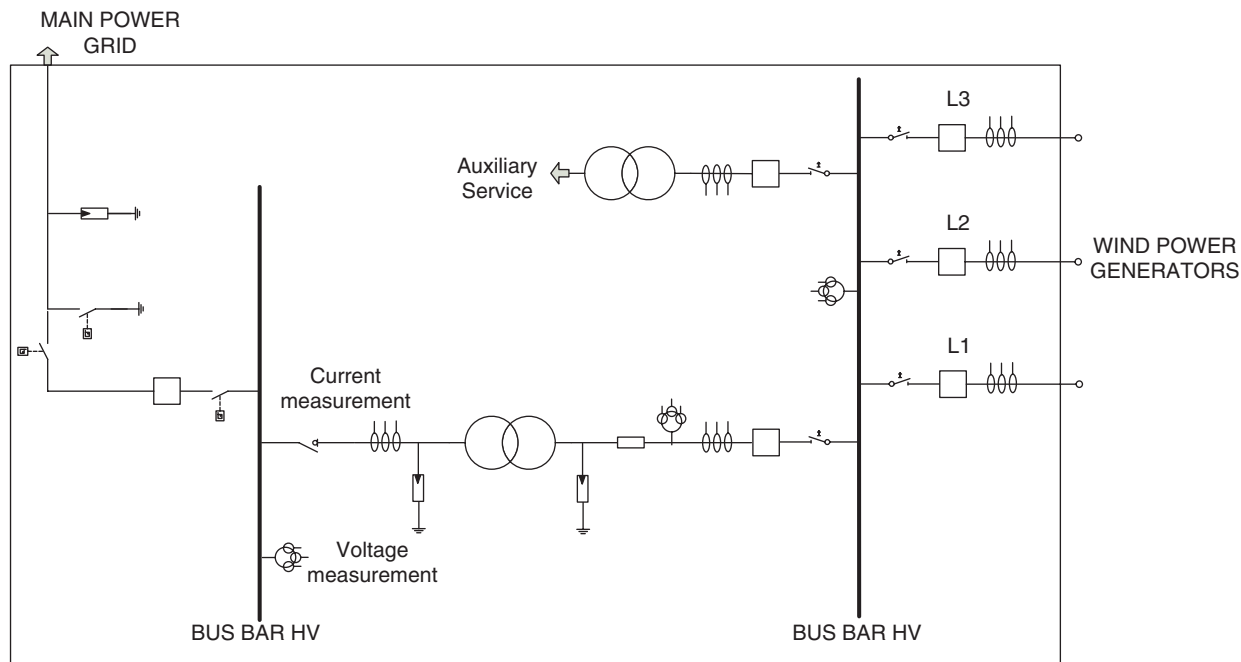 MAIN POWER
GRID
L3
Auxiliary
Service
L2
WIND POWER
GENERATORS
L1
Current
measurement
Voltage
measurement
BUS BAR HV
BUS BAR HV